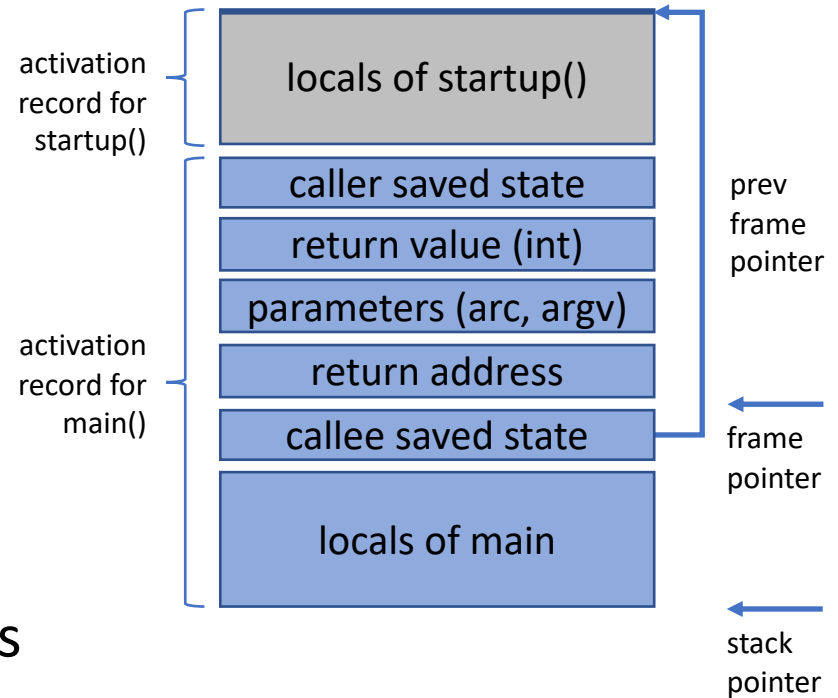 activation
record for
startup()
locals of startup()
caller saved state
return value (int)
parameters (arc, argv)
return address
callee saved state
locals of main
activation
record for
main()
prev
frame
pointer
frame
pointer
stack
pointer
s